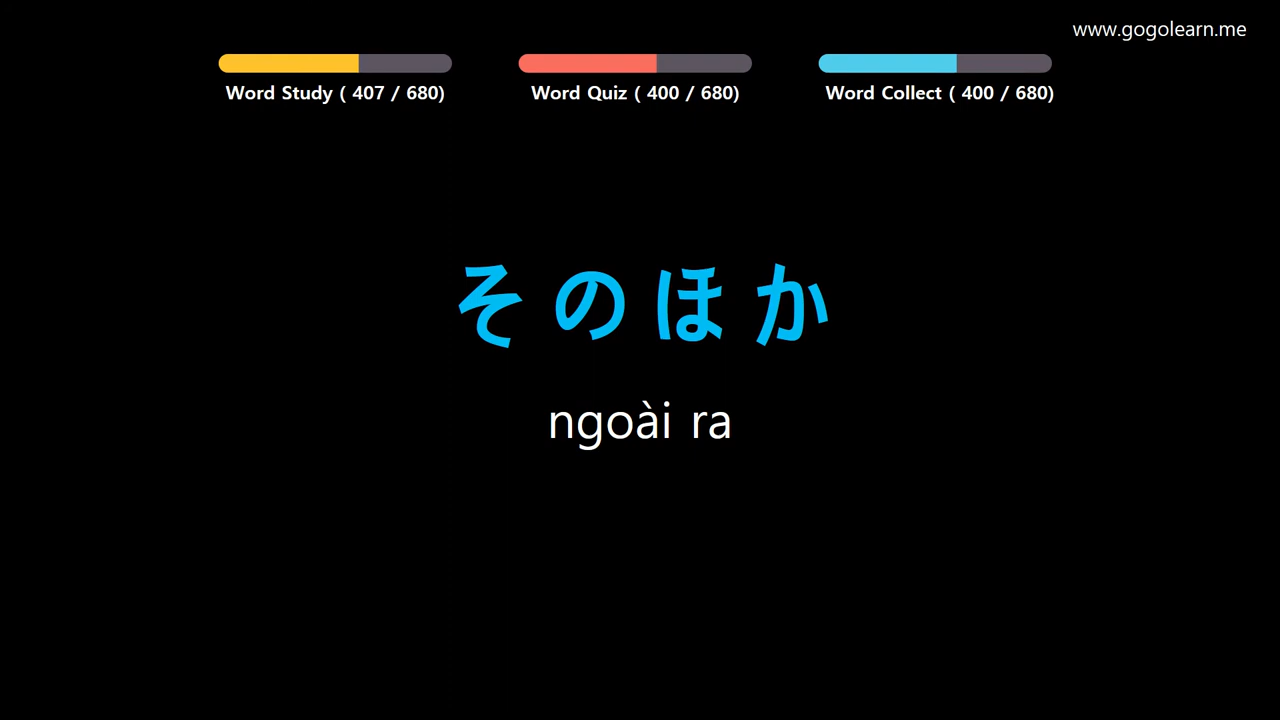 www.gogolearn.me
Word Study ( 407 / 680) Word Quiz ( 400 / 680) Word Collect ( 400 / 680)
そのほか
ngoài ra